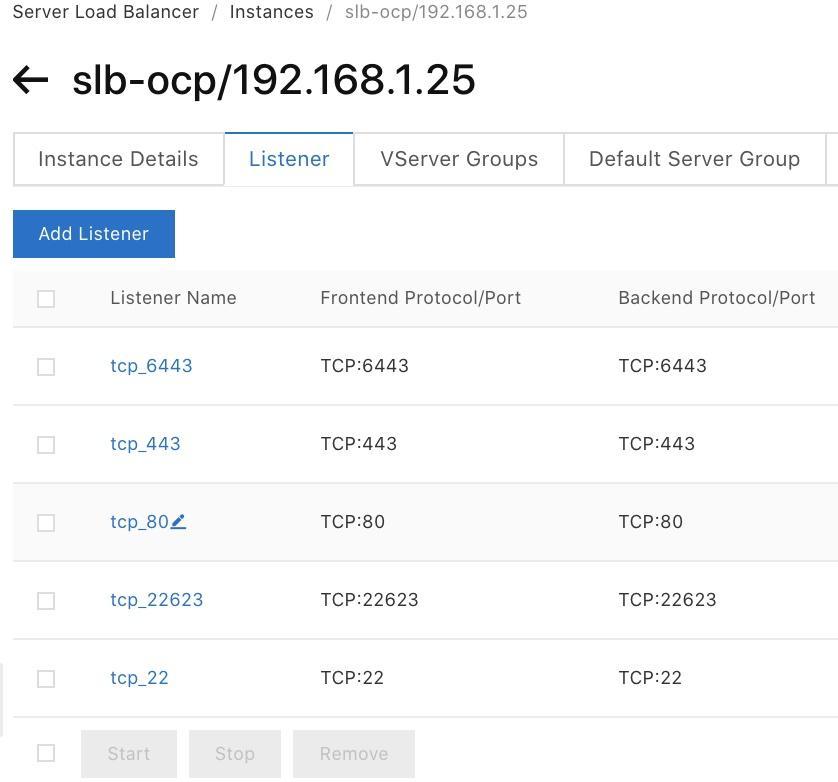 Server Load Balancer / Instances / slb-ocp/192.168.1.25
← slb-ocp/192.168.1.25
Instance Details Listener VServer Groups Default Server Group
Add Listener
Listener Name Frontend Protocol/Port Backend Protocol/Port
tcp_6443 TCP:6443 TCP:6443
tcp_443 TCP:443 TCP:443
tcp_80 TCP:80 TCP:80
tcp_22623 TCP:22623 TCP:22623
tcp_22 TCP:22 TCP:22
Start Stop Remove